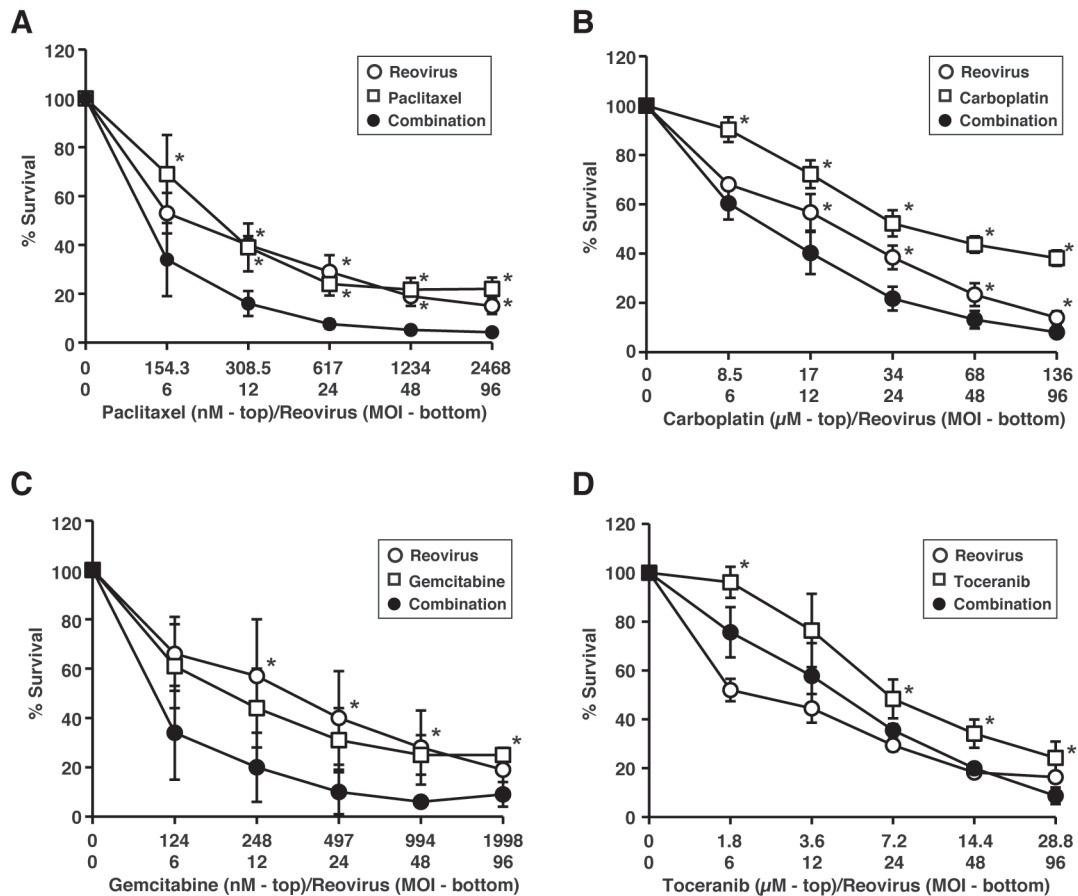 A
120
100
80
60
40
20
0
% Survival
Reovirus
Paclitaxel
Combination
*
*
*
*
*
*
*
*
*
0 154.3 308.5 617 1234 2468
0 6 12 24 48 96
Paclitaxel (nM - top)/Reovirus (MOI - bottom)
B
120
100
80
60
40
20
0
% Survival
Reovirus
Carboplatin
Combination
*
*
*
*
*
*
*
*
*
0 8.5 17 34 68 136
0 6 12 24 48 96
Carboplatin (µM - top)/Reovirus (MOI - bottom)
C
120
100
80
60
40
20
0
% Survival
Reovirus
Gemcitabine
Combination
*
*
*
*
0 124 248 497 994 1998
0 6 12 24 48 96
Gemcitabine (nM - top)/Reovirus (MOI - bottom)
D
120
100
80
60
40
20
0
% Survival
Reovirus
Toceranib
Combination
*
*
*
*
0 1.8 3.6 7.2 14.4 28.8
0 6 12 24 48 96
Toceranib (µM - top)/Reovirus (MOI - bottom)